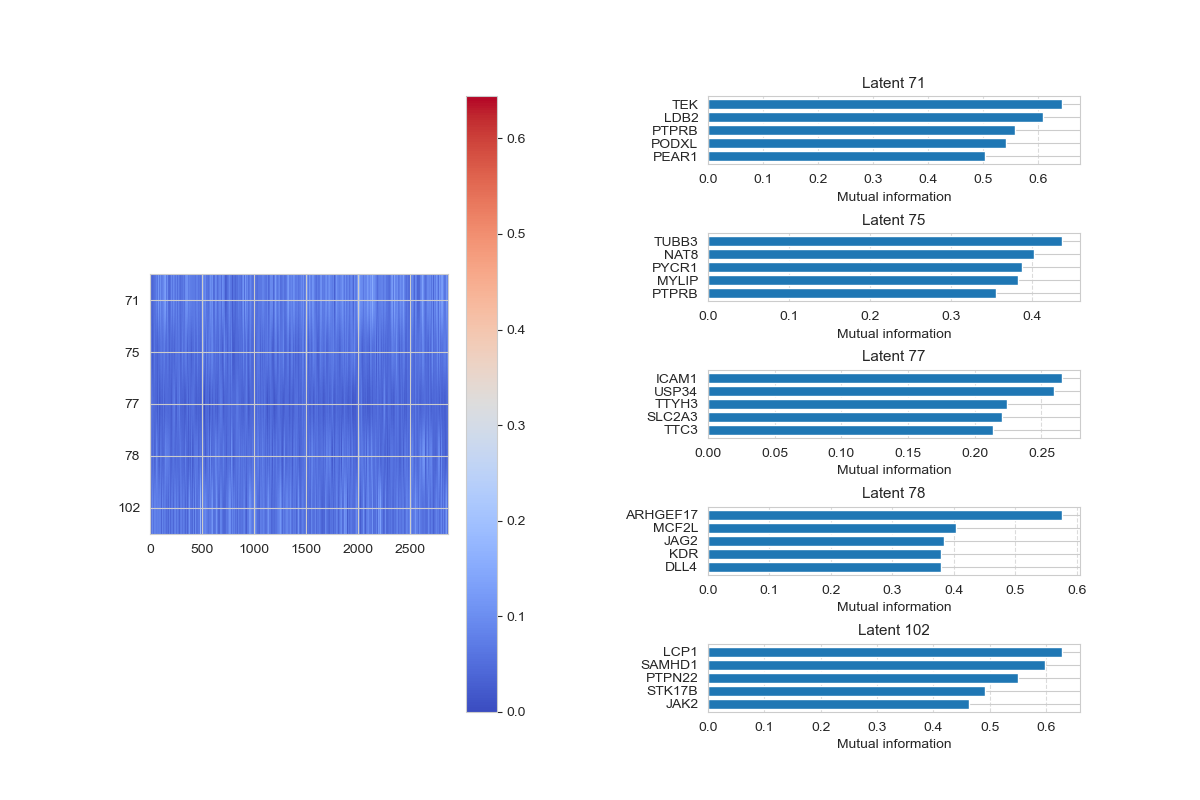 71
75
77
78
102
0 500 1000 1500 2000 2500
0.6
0.5
0.4
0.3
0.2
0.1
0.0
Latent 71
TEK
LDB2
PTPRB
PODXL
PEAR1
0.0 0.1 0.2 0.3 0.4 0.5 0.6
Mutual information
Latent 75
TUBB3
NAT8
PYCR1
MYLIP
PTPRB
0.0 0.1 0.2 0.3 0.4
Mutual information
Latent 77
ICAM1
USP34
TTYH3
SLC2A3
TTC3
0.00 0.05 0.10 0.15 0.20 0.25
Mutual information
Latent 78
ARHGEF17
MCF2L
JAG2
KDR
DLL4
0.0 0.1 0.2 0.3 0.4 0.5 0.6
Mutual information
Latent 102
LCP1
SAMHD1
PTPN22
STK17B
JAK2
0.0 0.1 0.2 0.3 0.4 0.5 0.6
Mutual information